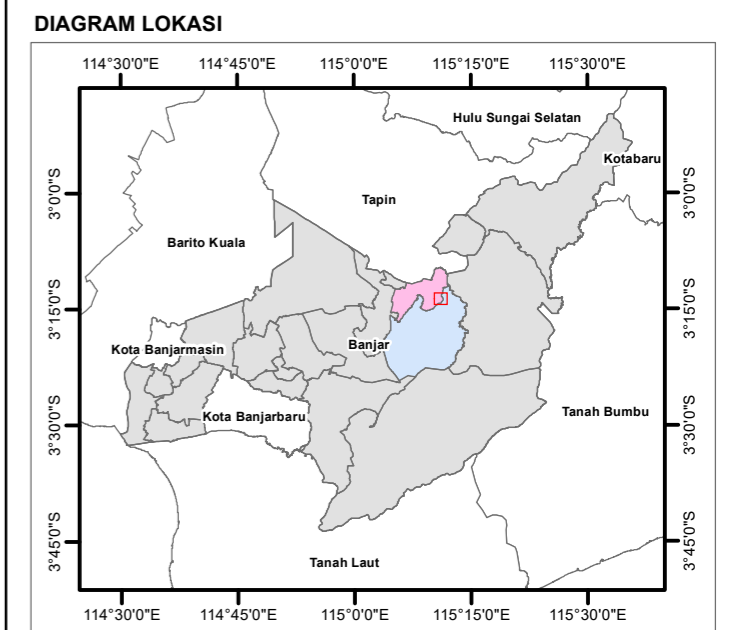 DIAGRAM LOKASI
114°30'0"E 114°45'0"E 115°0'0"E 115°15'0"E 115°30'0"E
Hulu Sungai Selatan
Kotabaru
3°0'0"S 3°0'0"S
Tapin
Barito Kuala
3°15'0"S 3°15'0"S
Banjar
Kota Banjarmasin
Tanah Bumbu
Kota Banjarbaru
3°30'0"S 3°30'0"S
3°45'0"S 3°45'0"S
Tanah Laut
114°30'0"E 114°45'0"E 115°0'0"E 115°15'0"E 115°30'0"E